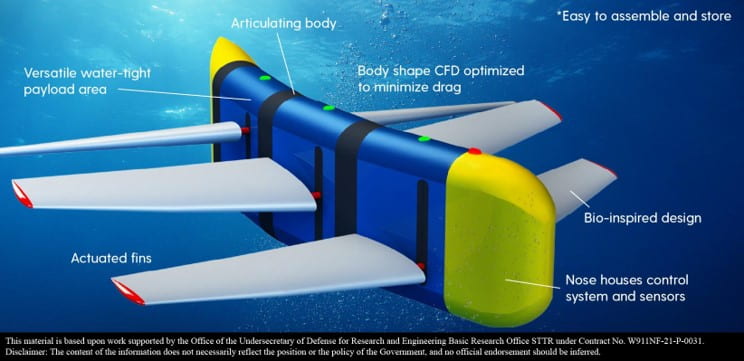 Articulating body
*Easy to assemble and store
Versatile water-tight
payload area
Body shape CFD optimized
to minimize drag
Bio-inspired design
Actuated fins
Nose houses control
system and sensors
This material is based upon work supported by the Office of the Undersecretary of Defense for Research and Engineering Basic Research Office STTR under Contract No. W911NF-21-P-0031.
Disclaimer: The content of the information does not necessarily reflect the position or the policy of the Government, and no official endorsement should be inferred.